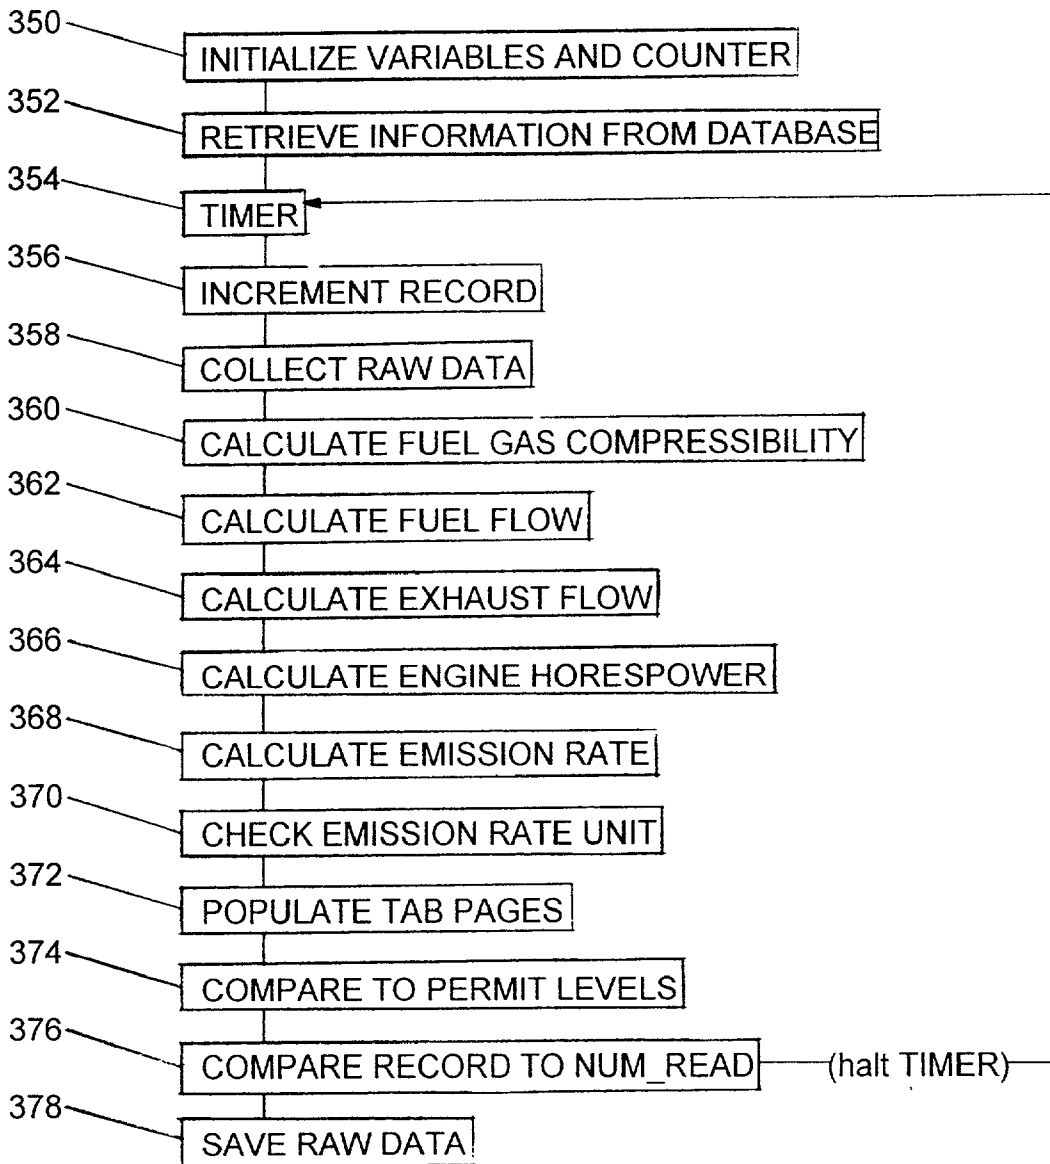 350
INITIALIZE VARIABLES AND COUNTER
352
RETRIEVE INFORMATION FROM DATABASE
354
TIMER
356
INCREMENT RECORD
358
COLLECT RAW DATA
360
CALCULATE FUEL GAS COMPRESSIBILITY
362
CALCULATE FUEL FLOW
364
CALCULATE EXHAUST FLOW
366
CALCULATE ENGINE HORESPOWER
368
CALCULATE EMISSION RATE
370
CHECK EMISSION RATE UNIT
372
POPULATE TAB PAGES
374
COMPARE TO PERMIT LEVELS
376
COMPARE RECORD TO NUM_READ (halt TIMER)
378
SAVE RAW DATA